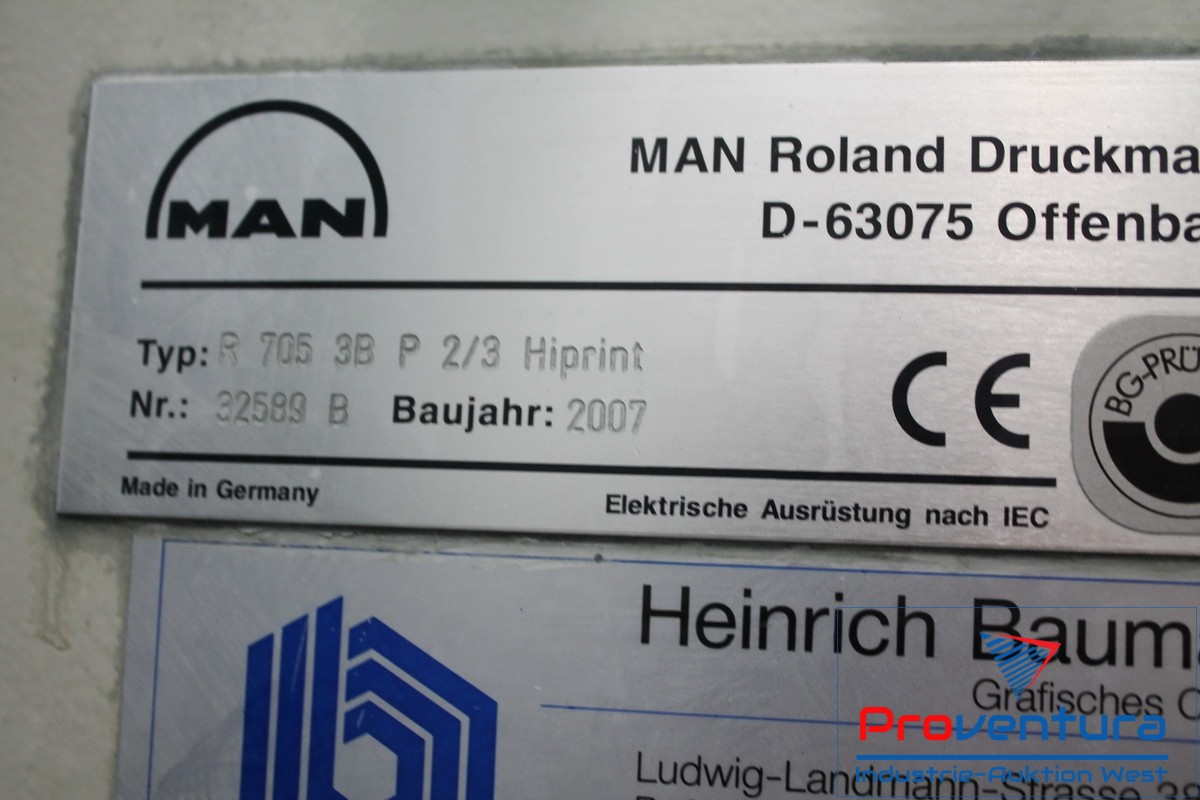 MAN
MAN Roland Druckma
D-63075 Offenba
Typ: R 705 3B P 2/3 Hiprint
Nr.: 32589 B Baujahr: 2007
CE
BG-PRÜ
Made in Germany
Elektrische Ausrüstung nach IEC
Heinrich Baum
Grafisches C
Ludwig-Landmann-Strasse 38
Proventura
Industrie-Auktion West